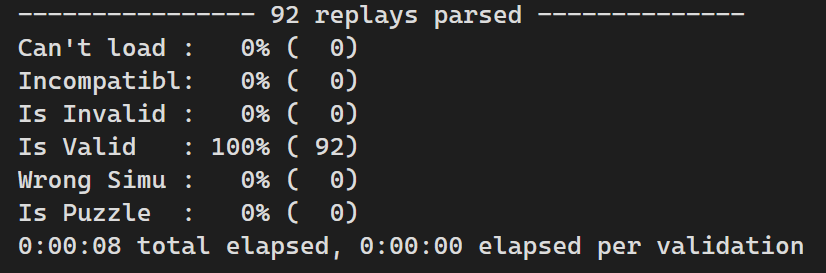 ---------------- 92 replays parsed --------------
Can't load :   0% (  0)
Incompatibl:   0% (  0)
Is Invalid :   0% (  0)
Is Valid   : 100% ( 92)
Wrong Simu :   0% (  0)
Is Puzzle  :   0% (  0)
0:00:08 total elapsed, 0:00:00 elapsed per validation